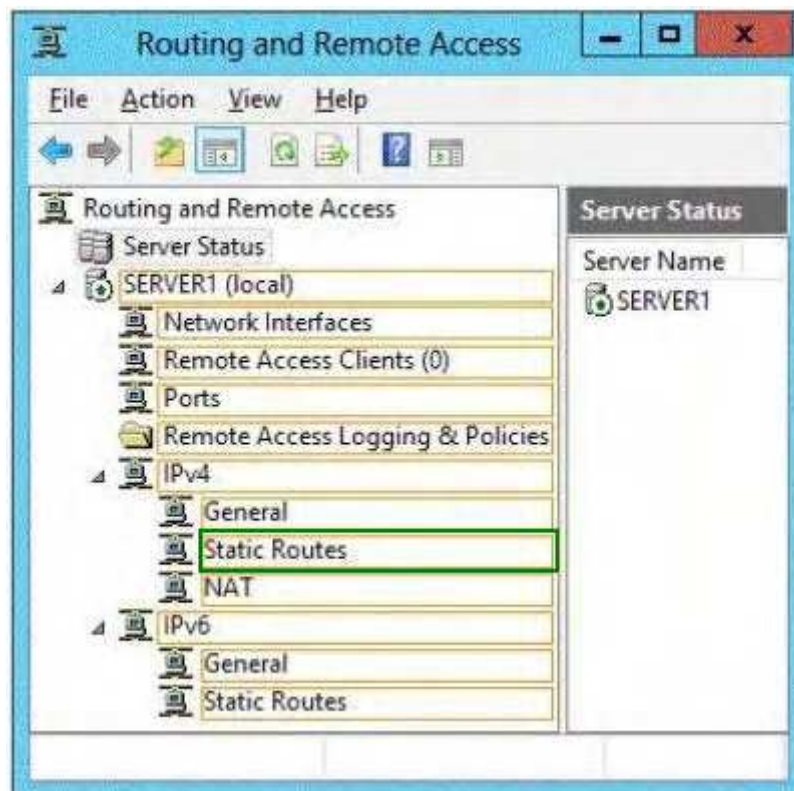 Routing and Remote Access
File Action View Help
Routing and Remote Access
Server Status
SERVER1 (local)
Network Interfaces
Remote Access Clients (0)
Ports
Remote Access Logging & Policies
IPv4
General
Static Routes
NAT
IPv6
General
Static Routes
Server Status
Server Name
SERVER1